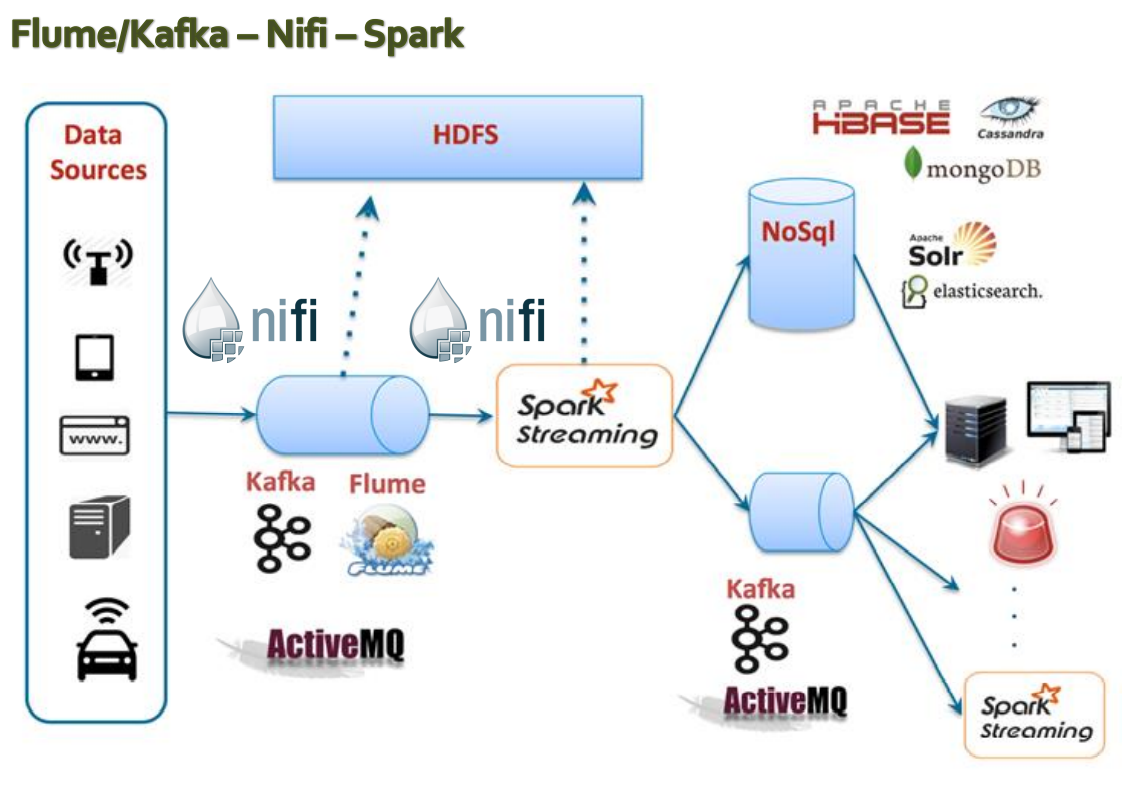 Flume/Kafka – Nifi – Spark
Data
Sources
www.
HDFS
nifi
nifi
Kafka
Flume
FLUME
ActiveMQ
Spark
Streaming
NoSql
APACHE
HBASE
Cassandra
mongoDB
Apache
Solr
elasticsearch.
Kafka
ActiveMQ
Spark
Streaming